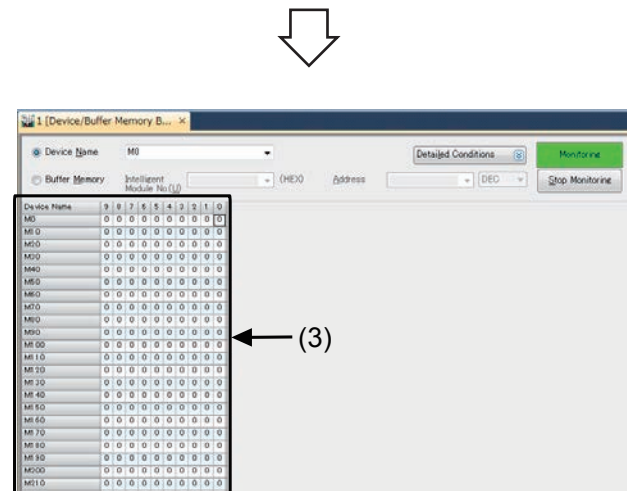 1 [Device/Buffer Memory B... ×
Device Name M0 Detailed Conditions Monitoring
Buffer Memory Intelligent Module No.(U) (HEX) Address DEC Stop Monitoring
Device Name 9 8 7 6 5 4 3 2 1 0
M0 0 0 0 0 0 0 0 0 0 0
M10 0 0 0 0 0 0 0 0 0 0
M20 0 0 0 0 0 0 0 0 0 0
M30 0 0 0 0 0 0 0 0 0 0
M40 0 0 0 0 0 0 0 0 0 0
M50 0 0 0 0 0 0 0 0 0 0
M60 0 0 0 0 0 0 0 0 0 0
M70 0 0 0 0 0 0 0 0 0 0
M80 0 0 0 0 0 0 0 0 0 0
M90 0 0 0 0 0 0 0 0 0 0
(3)
M100 0 0 0 0 0 0 0 0 0 0
M110 0 0 0 0 0 0 0 0 0 0
M120 0 0 0 0 0 0 0 0 0 0
M130 0 0 0 0 0 0 0 0 0 0
M140 0 0 0 0 0 0 0 0 0 0
M150 0 0 0 0 0 0 0 0 0 0
M160 0 0 0 0 0 0 0 0 0 0
M170 0 0 0 0 0 0 0 0 0 0
M180 0 0 0 0 0 0 0 0 0 0
M190 0 0 0 0 0 0 0 0 0 0
M200 0 0 0 0 0 0 0 0 0 0
M210 0 0 0 0 0 0 0 0 0 0